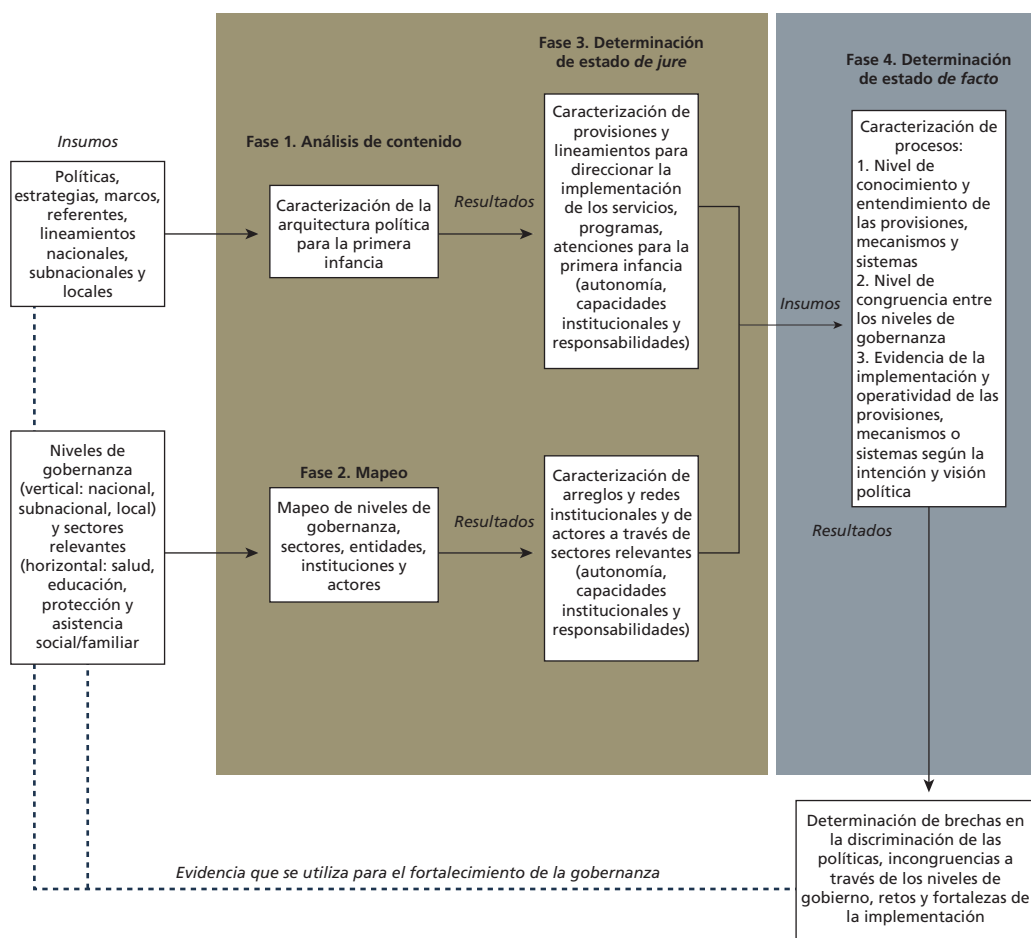 Insumos
Políticas,
estrategias, marcos,
referentes,
lineamientos
nacionales,
subnacionales y
locales
Niveles de
gobernanza
(vertical: nacional,
subnacional, local)
y sectores
relevantes
(horizontal: salud,
educación,
protección y
asistencia
social/familiar
Fase 1. Análisis de contenido
Caracterización de la
arquitectura política
para la primera
infancia
Resultados
Fase 2. Mapeo
Mapeo de niveles de
gobernanza,
sectores, entidades,
instituciones y
actores
Resultados
Fase 3. Determinación
de estado de jure
Caracterización de
provisiones y
lineamientos para
direccionar la
implementación
de los servicios,
programas,
atenciones para la
primera infancia
(autonomía,
capacidades
institucionales y
responsabilidades)
Caracterización de
arreglos y redes
institucionales y de
actores a través de
sectores relevantes
(autonomía,
capacidades
institucionales y
responsabilidades)
Insumos
Fase 4. Determinación
de estado de facto
Caracterización de
procesos:
1. Nivel de
conocimiento y
entendimiento de
las provisiones,
mecanismos y
sistemas
2. Nivel de
congruencia entre
los niveles de
gobernanza
3. Evidencia de la
implementación y
operatividad de las
provisiones,
mecanismos o
sistemas según la
intención y visión
política
Resultados
Determinación de brechas en
la discriminación de las
políticas, incongruencias a
través de los niveles de
gobierno, retos y fortalezas de
la implementación
Evidencia que se utiliza para el fortalecimiento de la gobernanza